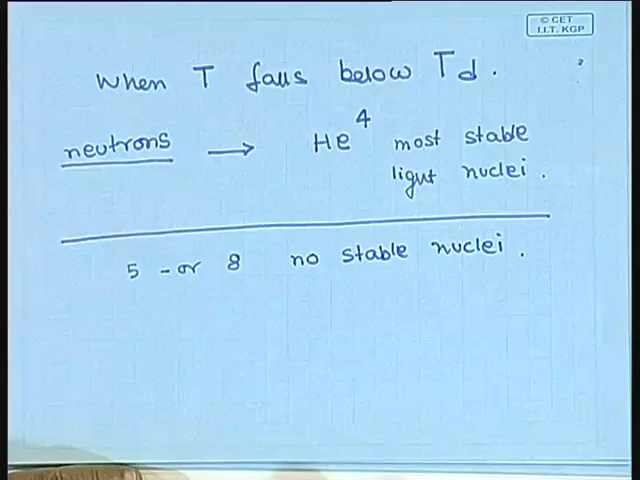 © CET
I.I.T. KGP
When T falls below Td.
neutrons → He4 most stable
light nuclei.
5 - or 8 no stable nuclei.